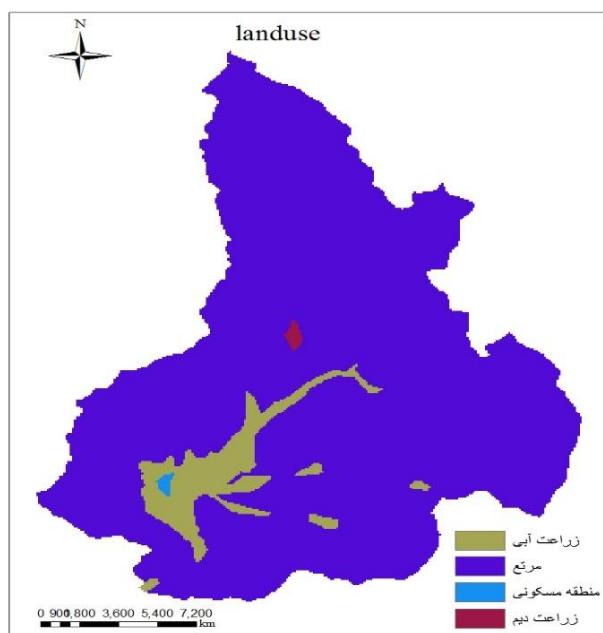 N
landuse
زراعت آبی
مرتع
منطقه مسکونی
زراعت دیم
0 900 1,800 3,600 5,400 7,200
km